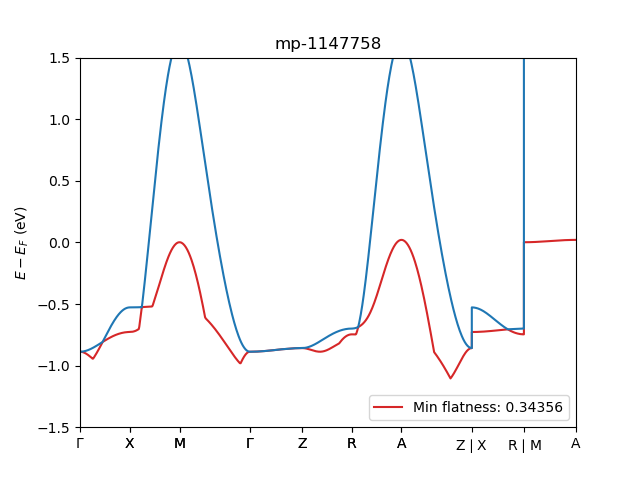 mp-1147758
E − E_F (eV)
1.5
1.0
0.5
0.0
−0.5
−1.0
−1.5
Min flatness: 0.34356
Γ X M Γ Z R A Z | X R | M A